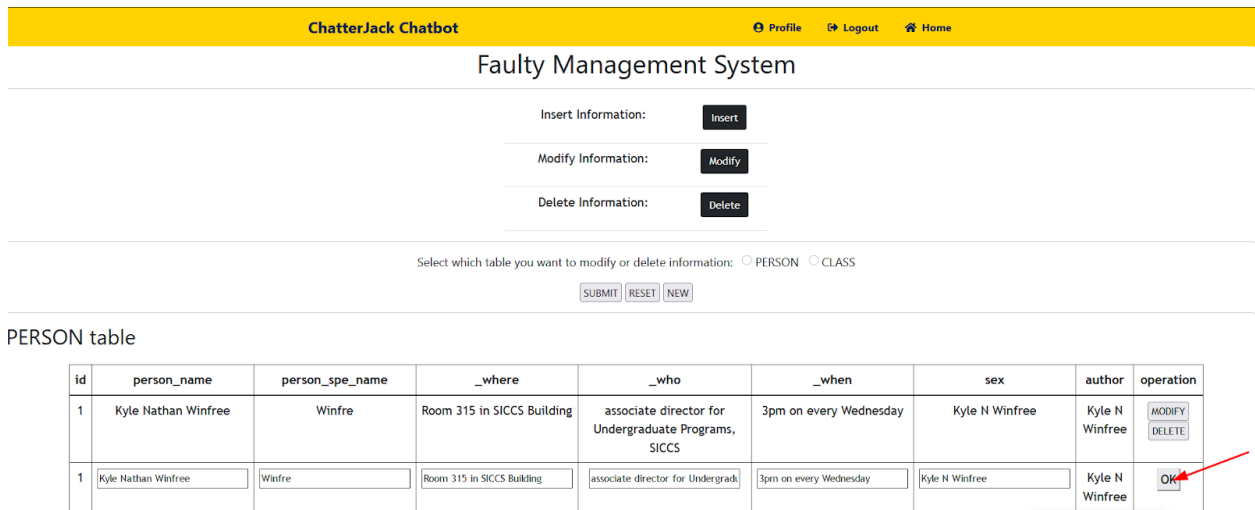 ChatterJack Chatbot Profile Logout Home
Faulty Management System
Insert Information: Insert
Modify Information: Modify
Delete Information: Delete
Select which table you want to modify or delete information: PERSON CLASS
SUBMIT RESET NEW
PERSON table
id person_name person_spe_name _where _who _when sex author operation
1 Kyle Nathan Winfree Winfre Room 315 in SICCS Building associate director for 3pm on every Wednesday Kyle N Winfree Kyle N MODIFY
Undergraduate Programs, Winfree DELETE
SICCS
1 Kyle Nathan Winfree Winfre Room 315 in SICCS Building associate director for Undergradu 3pm on every Wednesday Kyle N Winfree Kyle N OK
Winfree